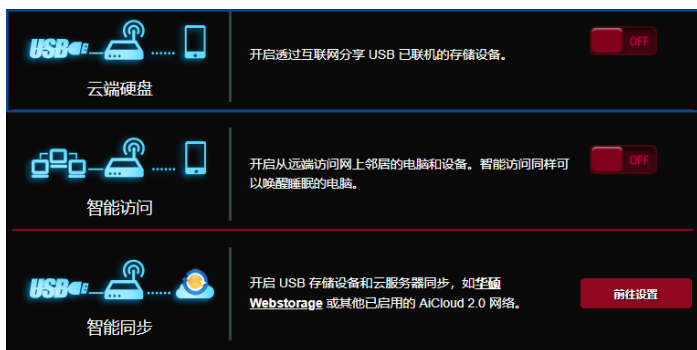 USB
开启透过互联网分享 USB 已联机的存储设备。
OFF
云端硬盘
开启从远端访问网上邻居的电脑和设备。智能访问同样可
以唤醒睡眠的电脑。
OFF
智能访问
USB
开启 USB 存储设备和云服务器同步，如华硕
Webstorage 或其他已启用的 AiCloud 2.0 网络。
前往设置
智能同步